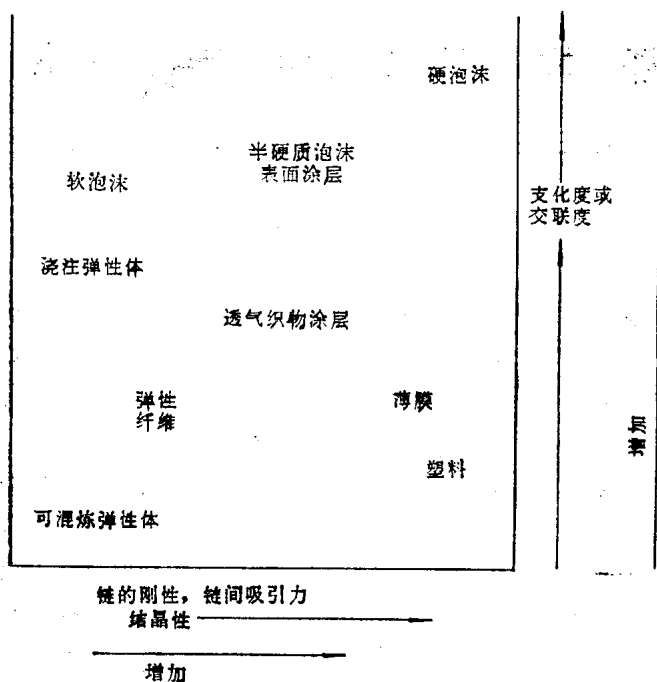 硬泡沫
半硬质泡沫
表面涂层
软泡沫
支化度或
交联度
浇注弹性体
透气织物涂层
弹性
纤维
薄膜
增加
塑料
可混炼弹性体
链的刚性，链间吸引力
结晶性
增加